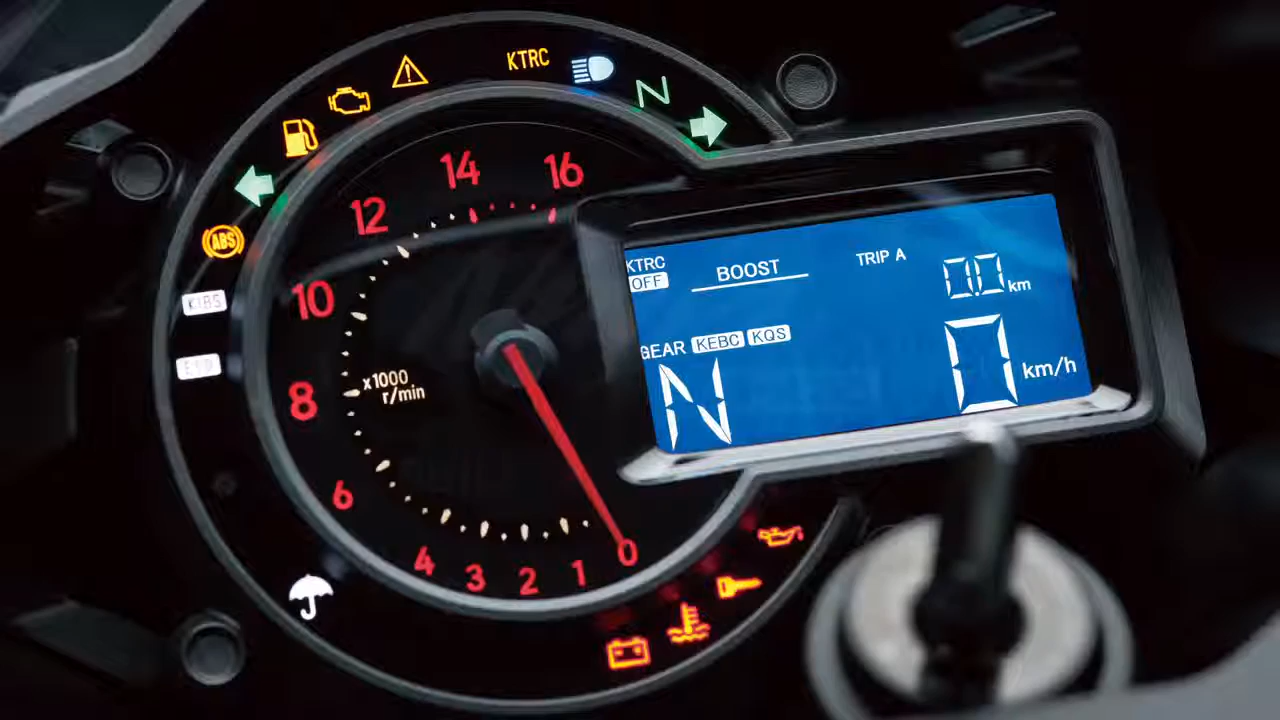 KTRC
N
ABS
KIBS
14
16
12
10
8
6
4
3
2
1
0
x1000
r/min
KTRC
OFF
BOOST
TRIP A
0.0 km
GEAR KEBC KQS
N
0 km/h